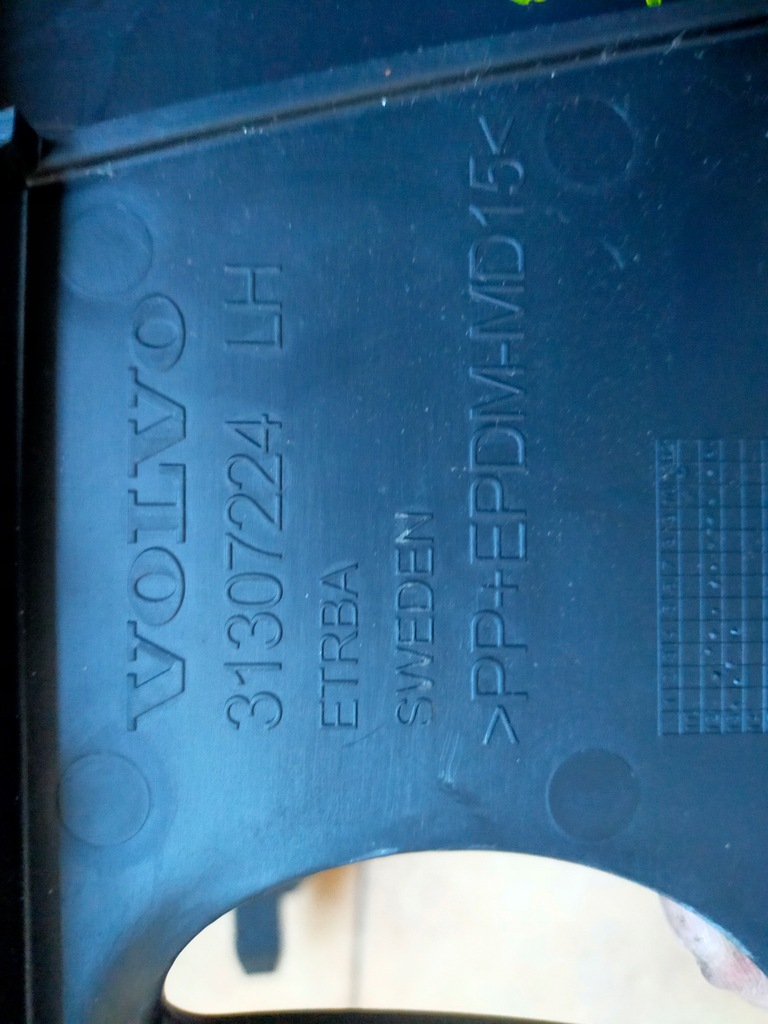 VOLVO
31307224 LH
ETRBA
SWEDEN
>PP+EPDM-MD15<